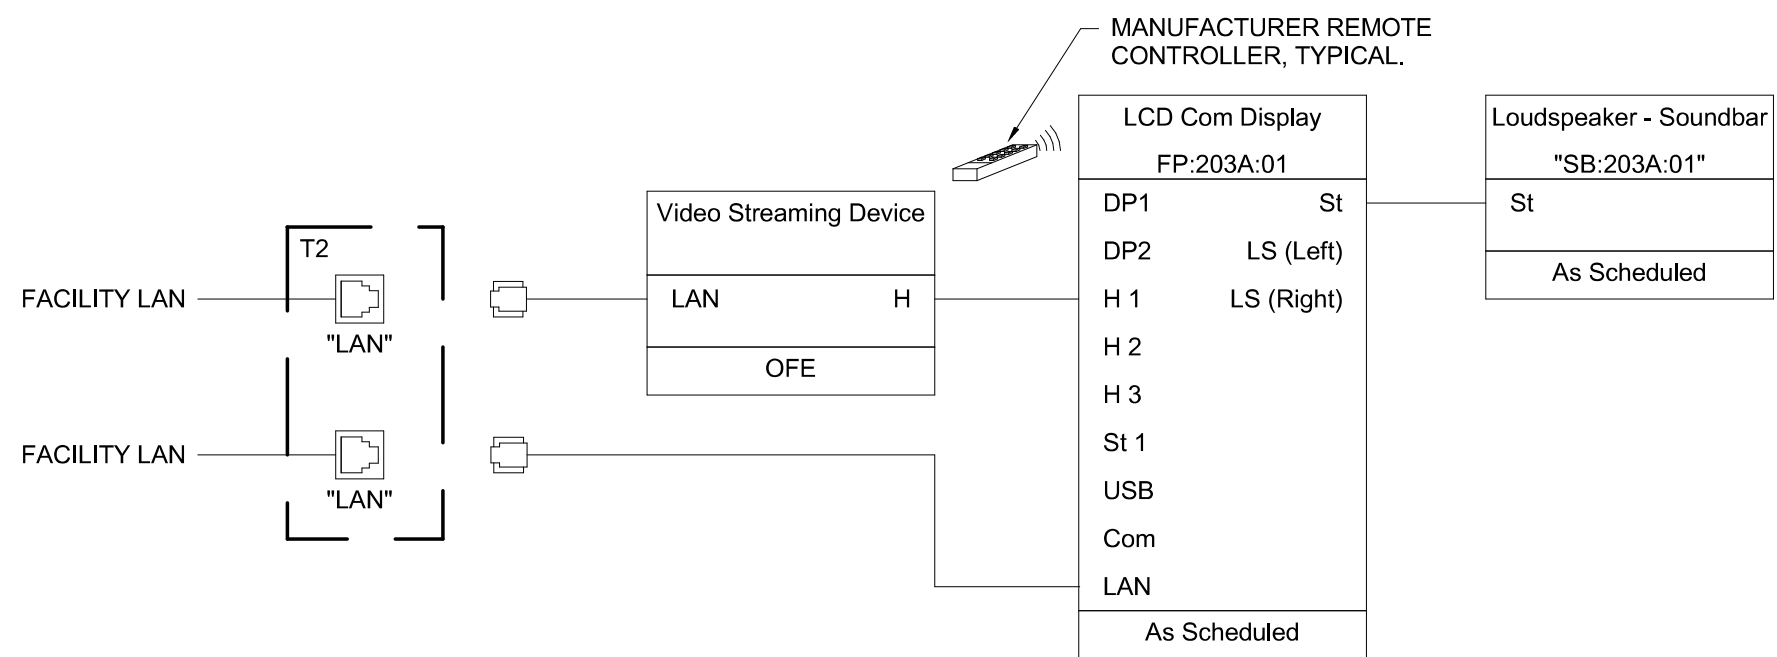 MANUFACTURER REMOTE
CONTROLLER, TYPICAL.
T2
FACILITY LAN
"LAN"
FACILITY LAN
"LAN"
Video Streaming Device
LAN H
OFE
LCD Com Display
FP:203A:01
DP1 St
DP2 LS (Left)
H 1 LS (Right)
H 2
H 3
St 1
USB
Com
LAN
As Scheduled
Loudspeaker - Soundbar
"SB:203A:01"
St
As Scheduled